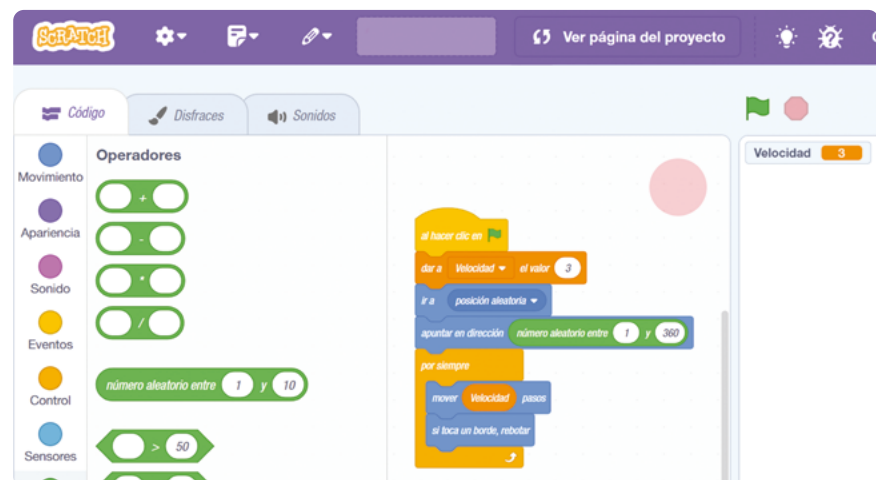 SCRATCH
Ver página del proyecto
Código
Disfraces
Sonidos
Velocidad 3
Operadores
Movimiento
Apariencia
Sonido
Eventos
Control
Sensores
+
-
*
/
número aleatorio entre 1 y 10
> 50
al hacer clic en
dar a Velocidad el valor 3
ir a posición aleatoria
apuntar en dirección número aleatorio entre 1 y 360
por siempre
mover Velocidad pasos
si toca un borde, rebotar